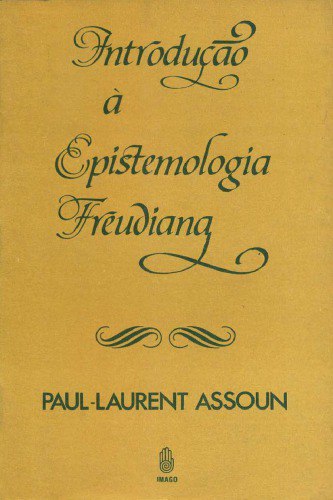 Introdução
à
Epistemologia
Freudiana
PAUL-LAURENT ASSOUN
IMAGO